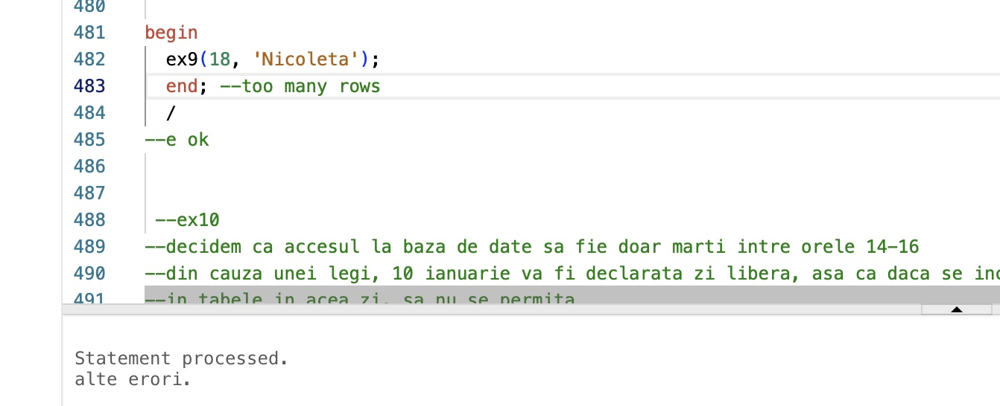 480
481 begin
482 ex9(18, 'Nicoleta');
483 end; --too many rows
484 /
485 --e ok
486
487
488 --ex10
489 --decidem ca accesul la baza de date sa fie doar marti intre orele 14-16
490 --din cauza unei legi, 10 ianuarie va fi declarata zi libera, asa ca daca se
491 --in tabele in acea zi, sa nu se permita
Statement processed.
alte erori.